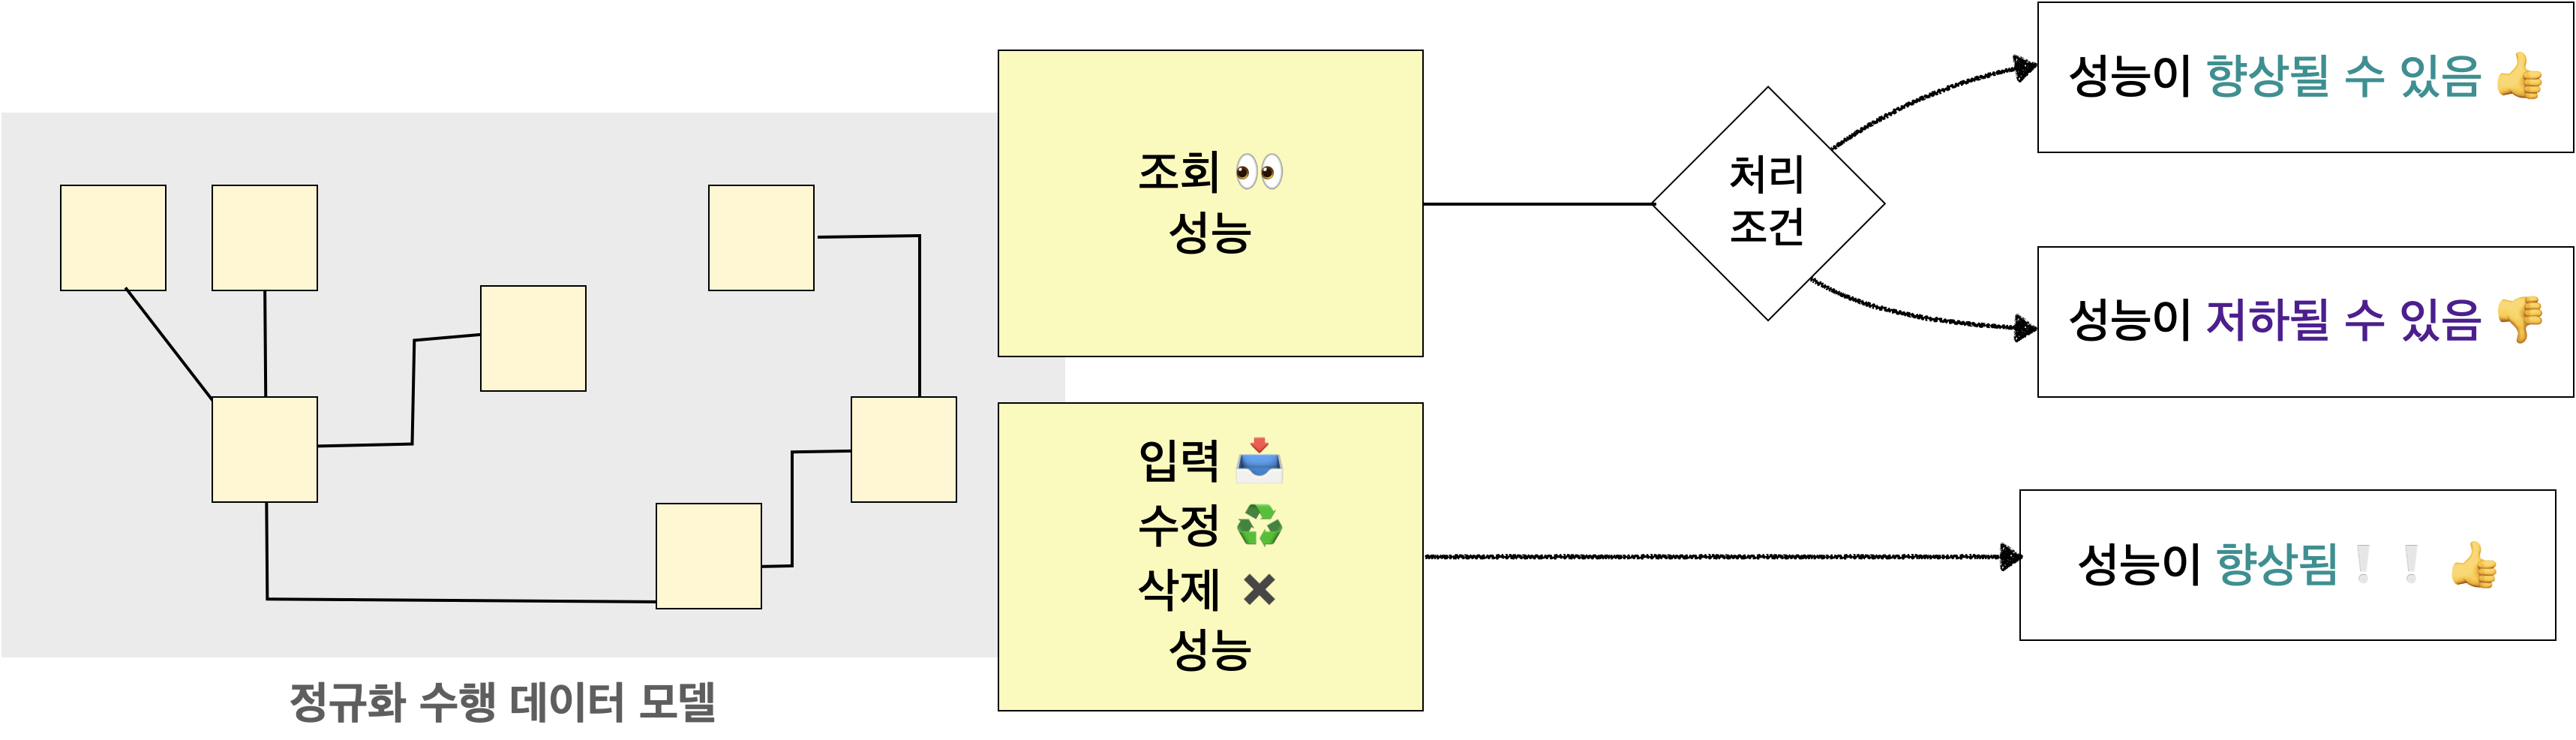 조회 👀
성능
처리
조건
성능이 향상될 수 있음 👍
성능이 저하될 수 있음 👎
입력 📥
수정 ♻️
삭제 ✖️
성능
성능이 향상됨❕❕👍
정규화 수행 데이터 모델